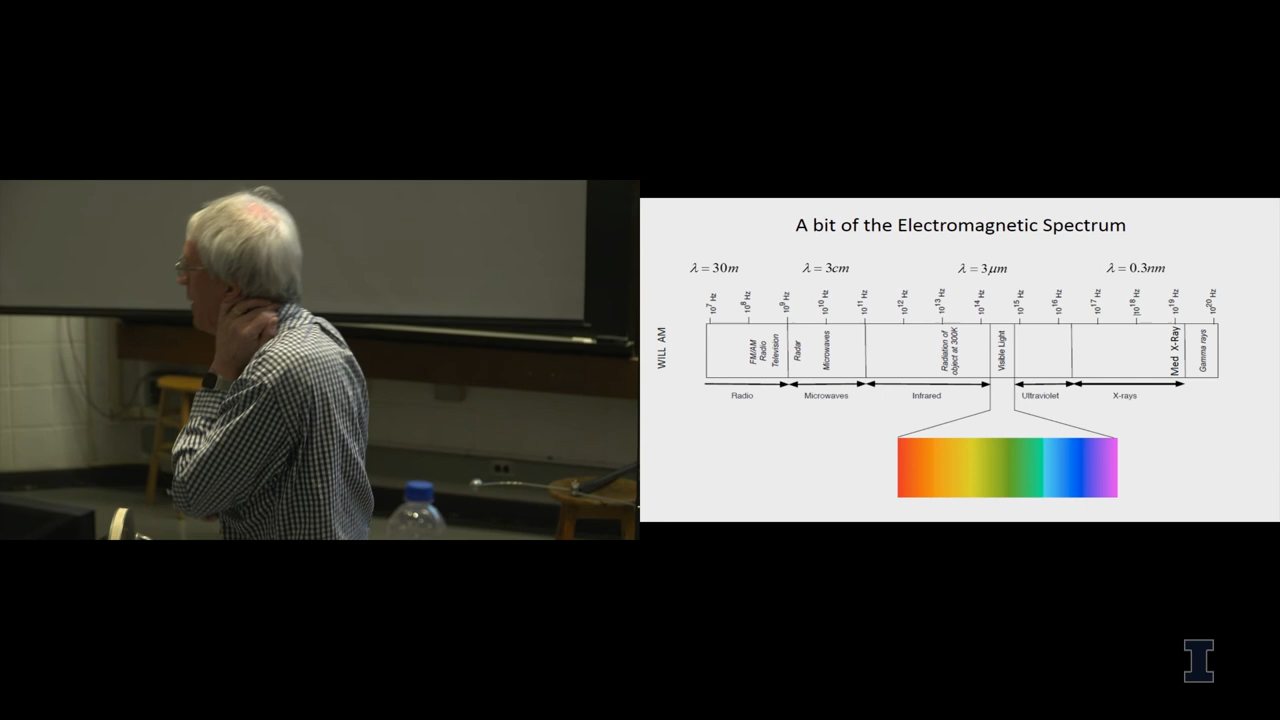 A bit of the Electromagnetic Spectrum
λ = 30m
λ = 3cm
λ = 3μm
λ = 0.3nm
10⁷ Hz
10⁸ Hz
10⁹ Hz
10¹⁰ Hz
10¹¹ Hz
10¹² Hz
10¹³ Hz
10¹⁴ Hz
10¹⁵ Hz
10¹⁶ Hz
10¹⁷ Hz
10¹⁸ Hz
10¹⁹ Hz
10²⁰ Hz
WILL AM
FM/AM
Radio
Television
Radar
Microwaves
Radiation of
object at 300K
Visible Light
Med X-Ray
Gamma rays
Radio
Microwaves
Infrared
Ultraviolet
X-rays
I